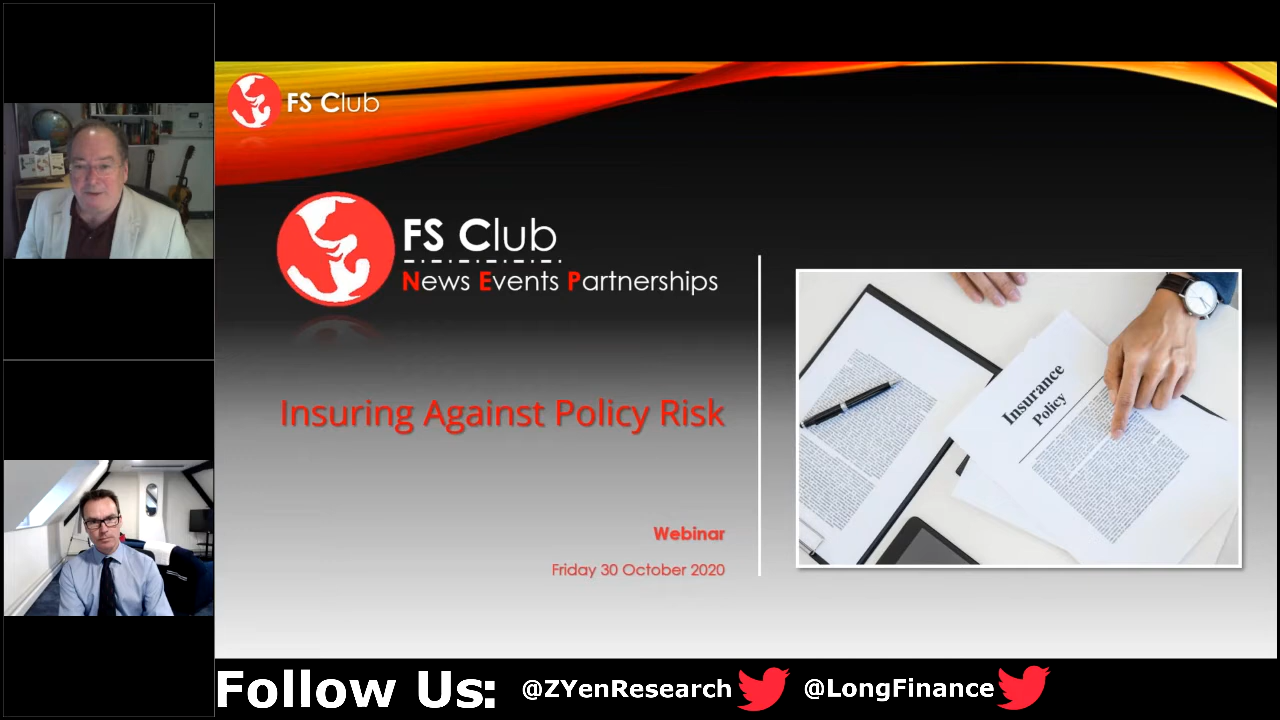 FS Club
FS Club
News Events Partnerships
Insuring Against Policy Risk
Insurance
Policy
Webinar
Friday 30 October 2020
Follow Us: @ZYenResearch @LongFinance